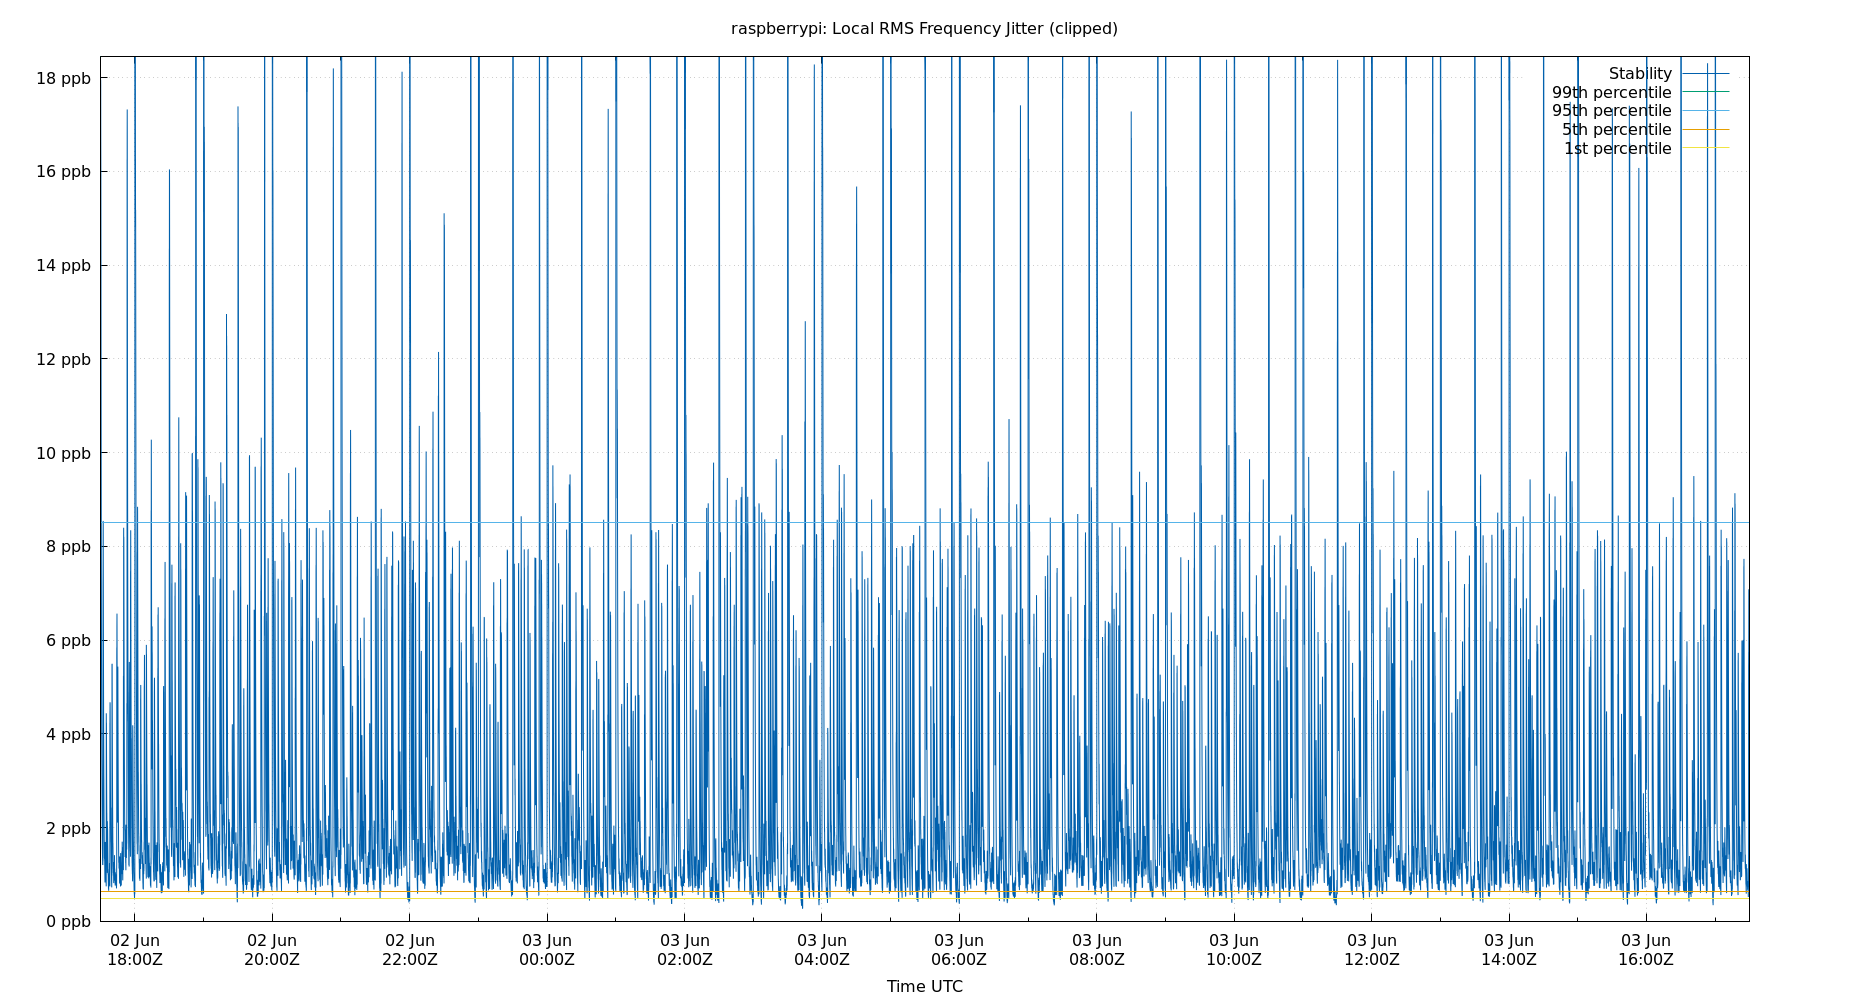 raspberrypi: Local RMS Frequency Jitter (clipped)
18 ppb
16 ppb
14 ppb
12 ppb
10 ppb
8 ppb
6 ppb
4 ppb
2 ppb
0 ppb
Stability
99th percentile
95th percentile
5th percentile
1st percentile
02 Jun 02 Jun 02 Jun 03 Jun 03 Jun 03 Jun 03 Jun 03 Jun 03 Jun 03 Jun 03 Jun 03 Jun
18:00Z 20:00Z 22:00Z 00:00Z 02:00Z 04:00Z 06:00Z 08:00Z 10:00Z 12:00Z 14:00Z 16:00Z
Time UTC